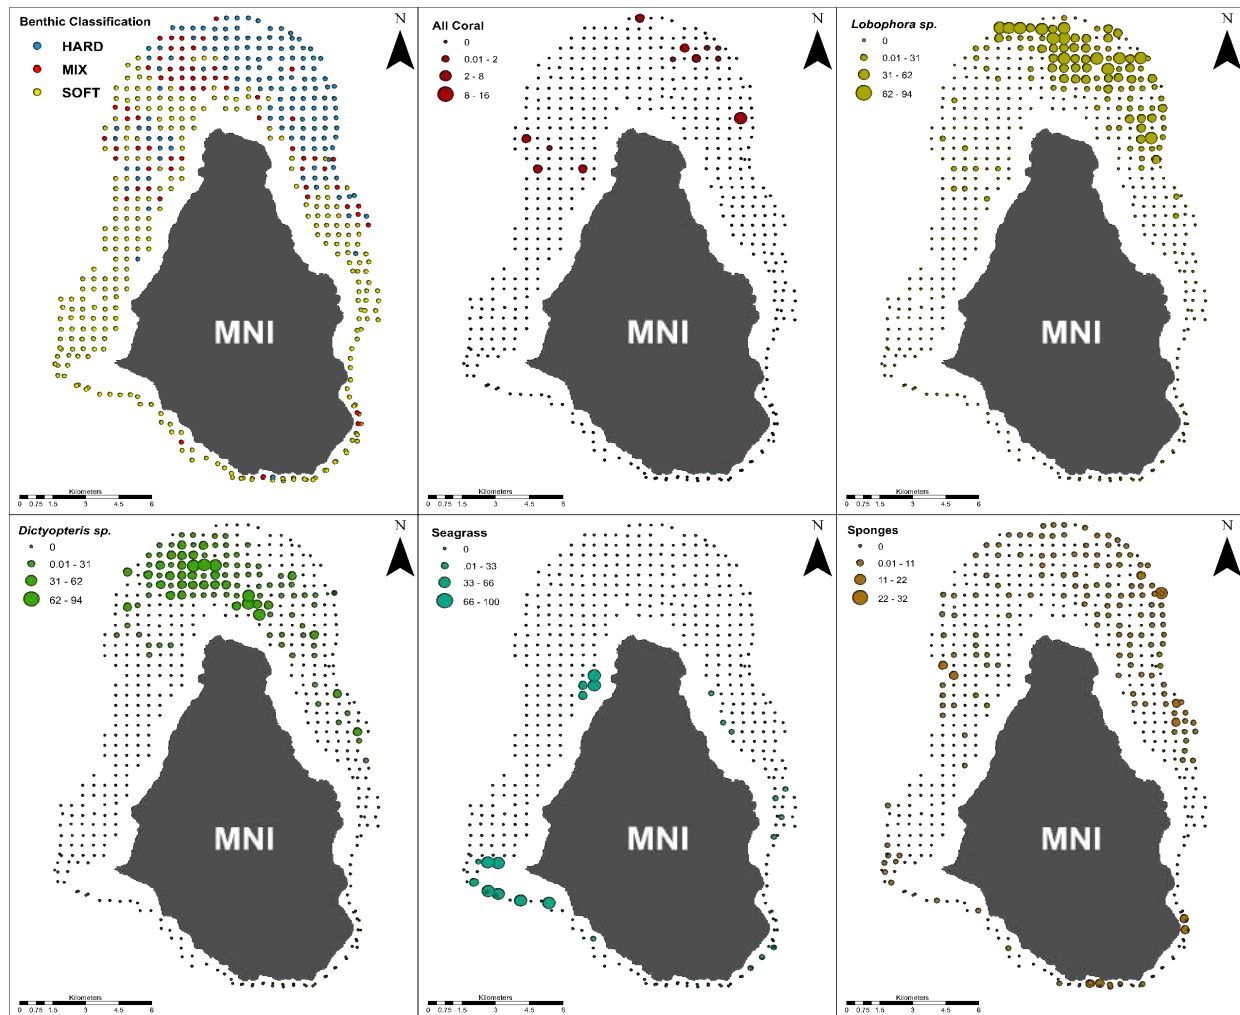 Benthic Classification
HARD
MIX
SOFT
N
MNI
Kilometers
0 0.75 1.5 3 4.5 6
All Coral
0
0.01 - 2
2 - 8
8 - 16
N
MNI
Kilometers
0 0.75 1.5 3 4.5 6
Lobophora sp.
0
0.01 - 31
31 - 62
62 - 94
N
MNI
Kilometers
0 0.75 1.5 3 4.5 6
Dictyopteris sp.
0
0.01 - 31
31 - 62
62 - 94
N
MNI
Kilometers
0 0.75 1.5 3 4.5 6
Seagrass
0
.01 - 33
33 - 66
66 - 100
N
MNI
Kilometers
0 0.75 1.5 3 4.5 6
Sponges
0
0.01 - 11
11 - 22
22 - 32
N
MNI
Kilometers
0 0.75 1.5 3 4.5 6